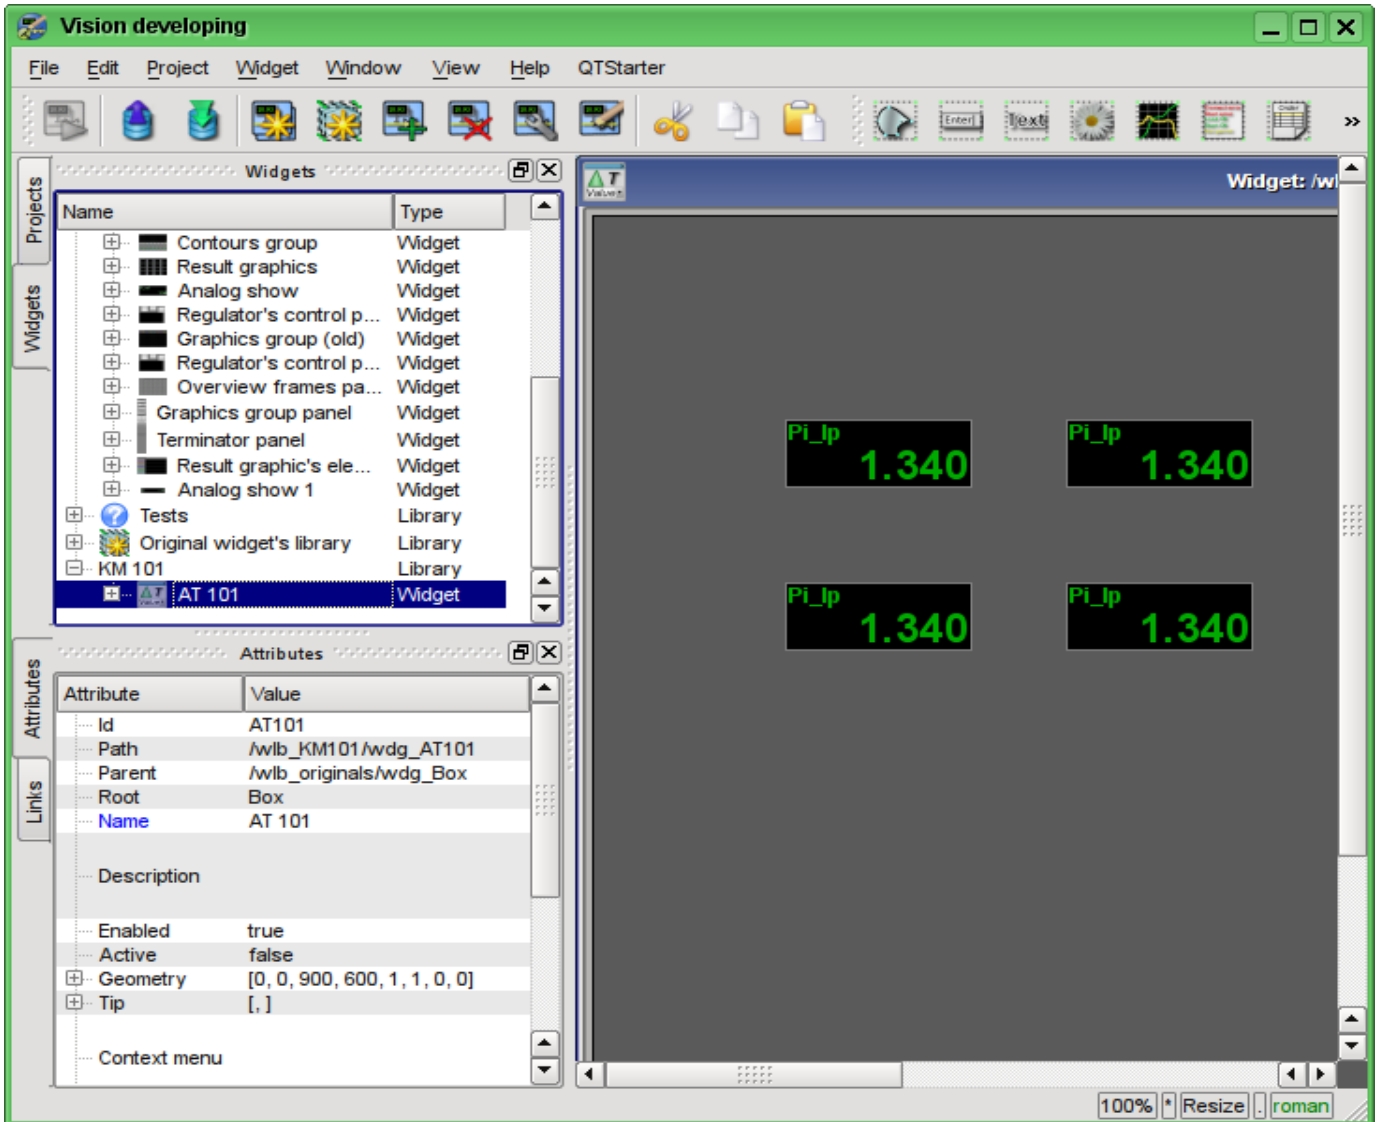 Vision developing
File Edit Project Widget Window View Help QTStarter
Enter Text
Projects
Widgets
Widgets
Name Type
Contours group Widget
Result graphics Widget
Analog show Widget
Regulator's control p... Widget
Graphics group (old) Widget
Regulator's control p... Widget
Overview frames pa... Widget
Graphics group panel Widget
Terminator panel Widget
Result graphic's ele... Widget
Analog show 1 Widget
Tests Library
Original widget's library Library
KM 101 Library
AT 101 Widget
Attributes
Links
Attributes
Attribute Value
Id AT101
Path /wlb_KM101/wdg_AT101
Parent /wlb_originals/wdg_Box
Root Box
Name AT 101
Description
Enabled true
Active false
Geometry [0, 0, 900, 600, 1, 1, 0, 0]
Tip [, ]
Context menu
Widget: /wl
Pi_lp
1.340
Pi_lp
1.340
Pi_lp
1.340
Pi_lp
1.340
100% * Resize . roman